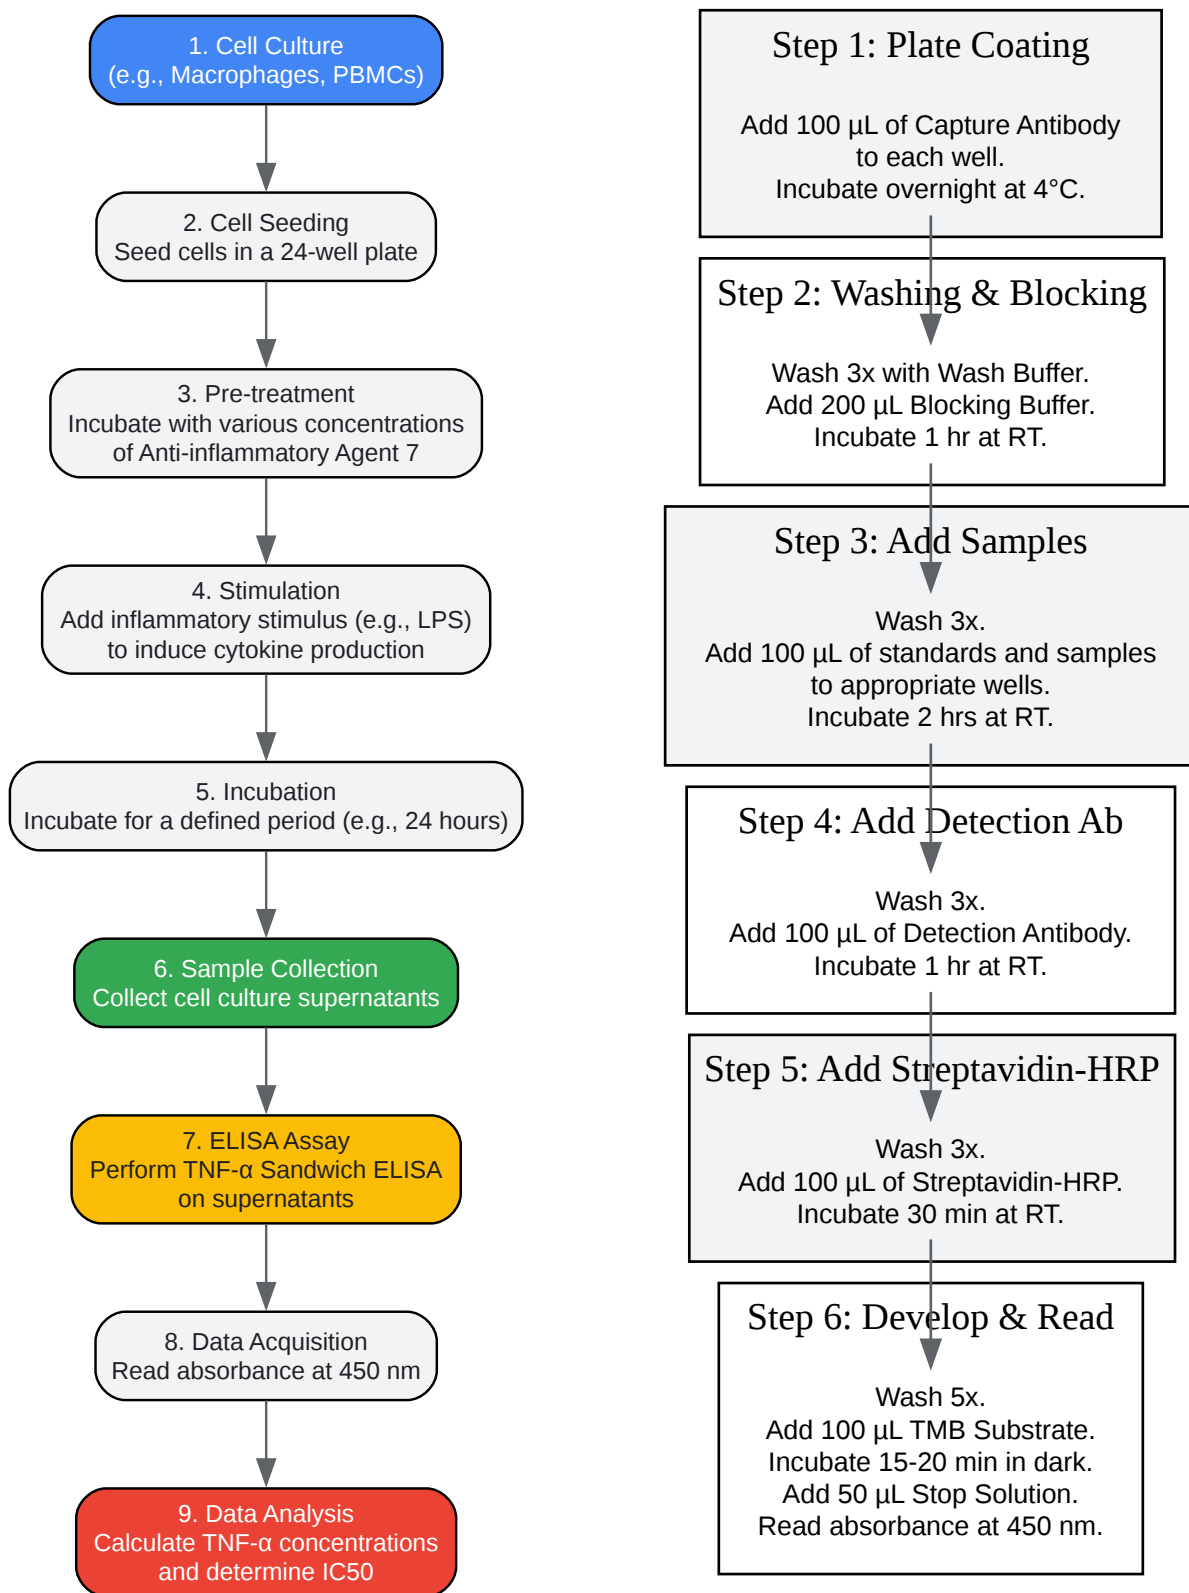 1. Cell Culture
(e.g., Macrophages, PBMCs)
2. Cell Seeding
Seed cells in a 24-well plate
3. Pre-treatment
Incubate with various concentrations
of Anti-inflammatory Agent 7
4. Stimulation
Add inflammatory stimulus (e.g., LPS)
to induce cytokine production
5. Incubation
Incubate for a defined period (e.g., 24 hours)
6. Sample Collection
Collect cell culture supernatants
7. ELISA Assay
Perform TNF-α Sandwich ELISA
on supernatants
8. Data Acquisition
Read absorbance at 450 nm
9. Data Analysis
Calculate TNF-α concentrations
and determine IC50
Step 1: Plate Coating
Add 100 µL of Capture Antibody
to each well.
Incubate overnight at 4°C.
Step 2: Washing & Blocking
Wash 3x with Wash Buffer.
Add 200 µL Blocking Buffer.
Incubate 1 hr at RT.
Step 3: Add Samples
Wash 3x.
Add 100 µL of standards and samples
to appropriate wells.
Incubate 2 hrs at RT.
Step 4: Add Detection Ab
Wash 3x.
Add 100 µL of Detection Antibody.
Incubate 1 hr at RT.
Step 5: Add Streptavidin-HRP
Wash 3x.
Add 100 µL of Streptavidin-HRP.
Incubate 30 min at RT.
Step 6: Develop & Read
Wash 5x.
Add 100 µL TMB Substrate.
Incubate 15-20 min in dark.
Add 50 µL Stop Solution.
Read absorbance at 450 nm.